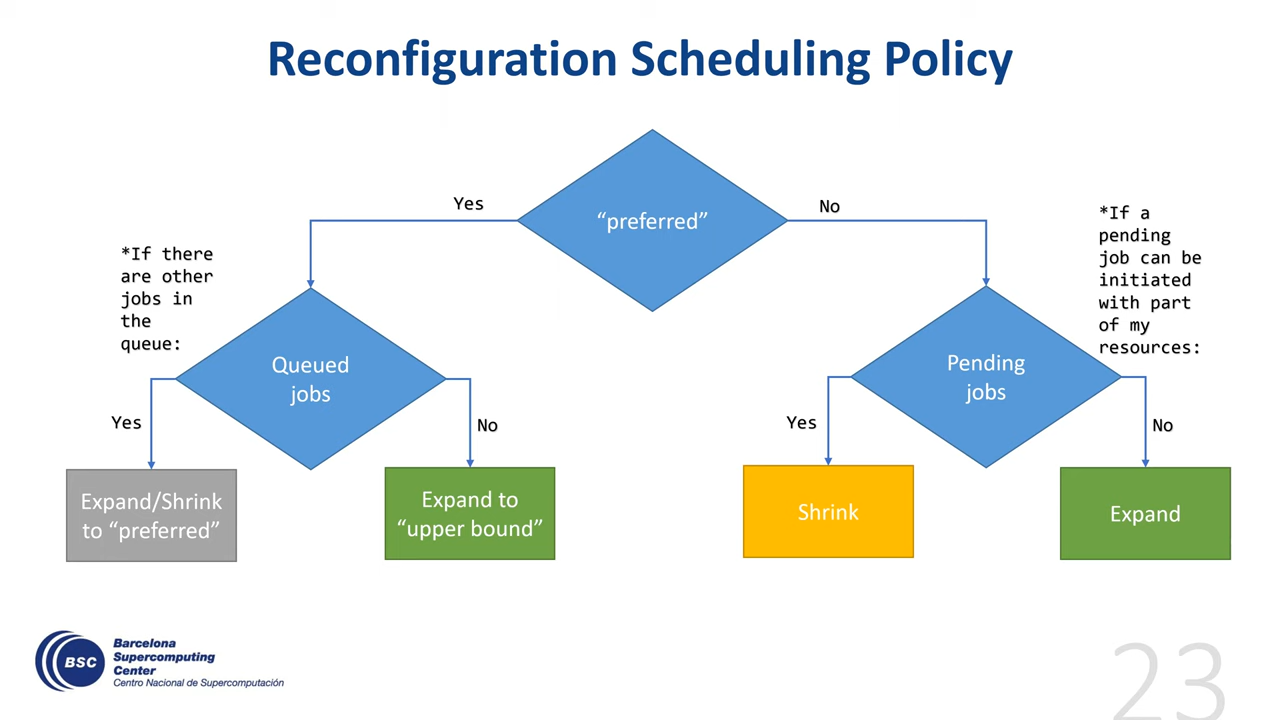 Reconfiguration Scheduling Policy
“preferred”
Yes
No
*If there
are other
jobs in
the
queue:
*If a
pending
job can be
initiated
with part
of my
resources:
Queued
jobs
Pending
jobs
Yes
No
Yes
No
Expand/Shrink
to “preferred”
Expand to
“upper bound”
Shrink
Expand
BSC
Barcelona
Supercomputing
Center
Centro Nacional de Supercomputación
23